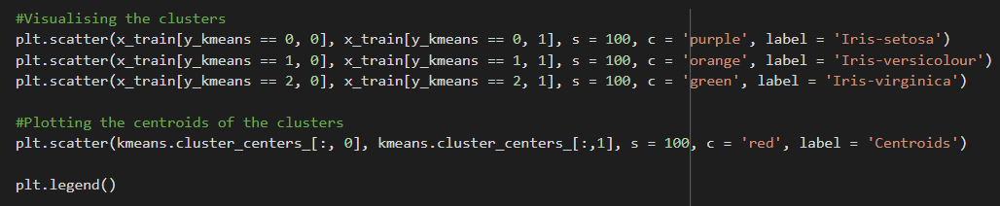 #Visualising the clusters
plt.scatter(x_train[y_kmeans == 0, 0], x_train[y_kmeans == 0, 1], s = 100, c = 'purple', label = 'Iris-setosa')
plt.scatter(x_train[y_kmeans == 1, 0], x_train[y_kmeans == 1, 1], s = 100, c = 'orange', label = 'Iris-versicolour')
plt.scatter(x_train[y_kmeans == 2, 0], x_train[y_kmeans == 2, 1], s = 100, c = 'green', label = 'Iris-virginica')
#Plotting the centroids of the clusters
plt.scatter(kmeans.cluster_centers_[:, 0], kmeans.cluster_centers_[:,1], s = 100, c = 'red', label = 'Centroids')
plt.legend()